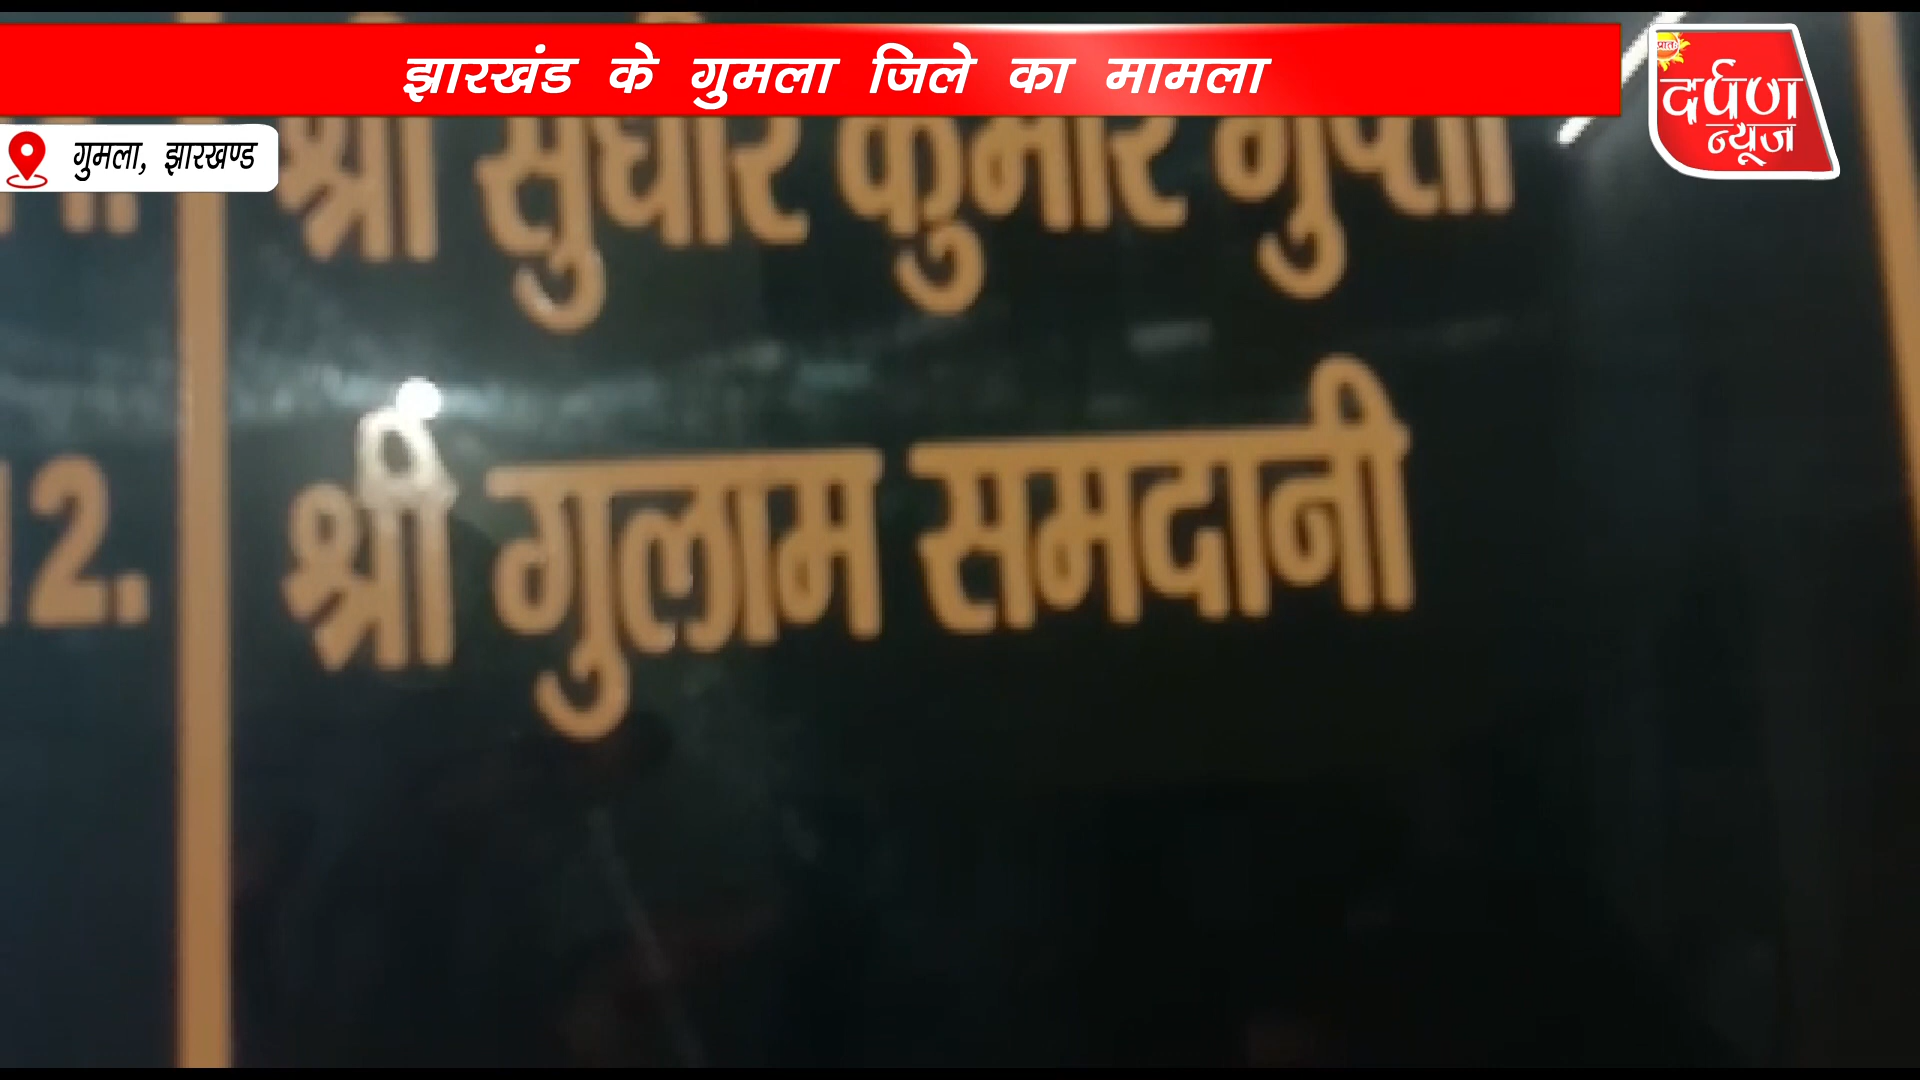 झारखंड के गुमला जिले का मामला
प्रातः
दर्पण
न्यूज
गुमला, झारखण्ड
श्री सुधीर कुमार गुप्ता
12. श्री गुलाम समदानी